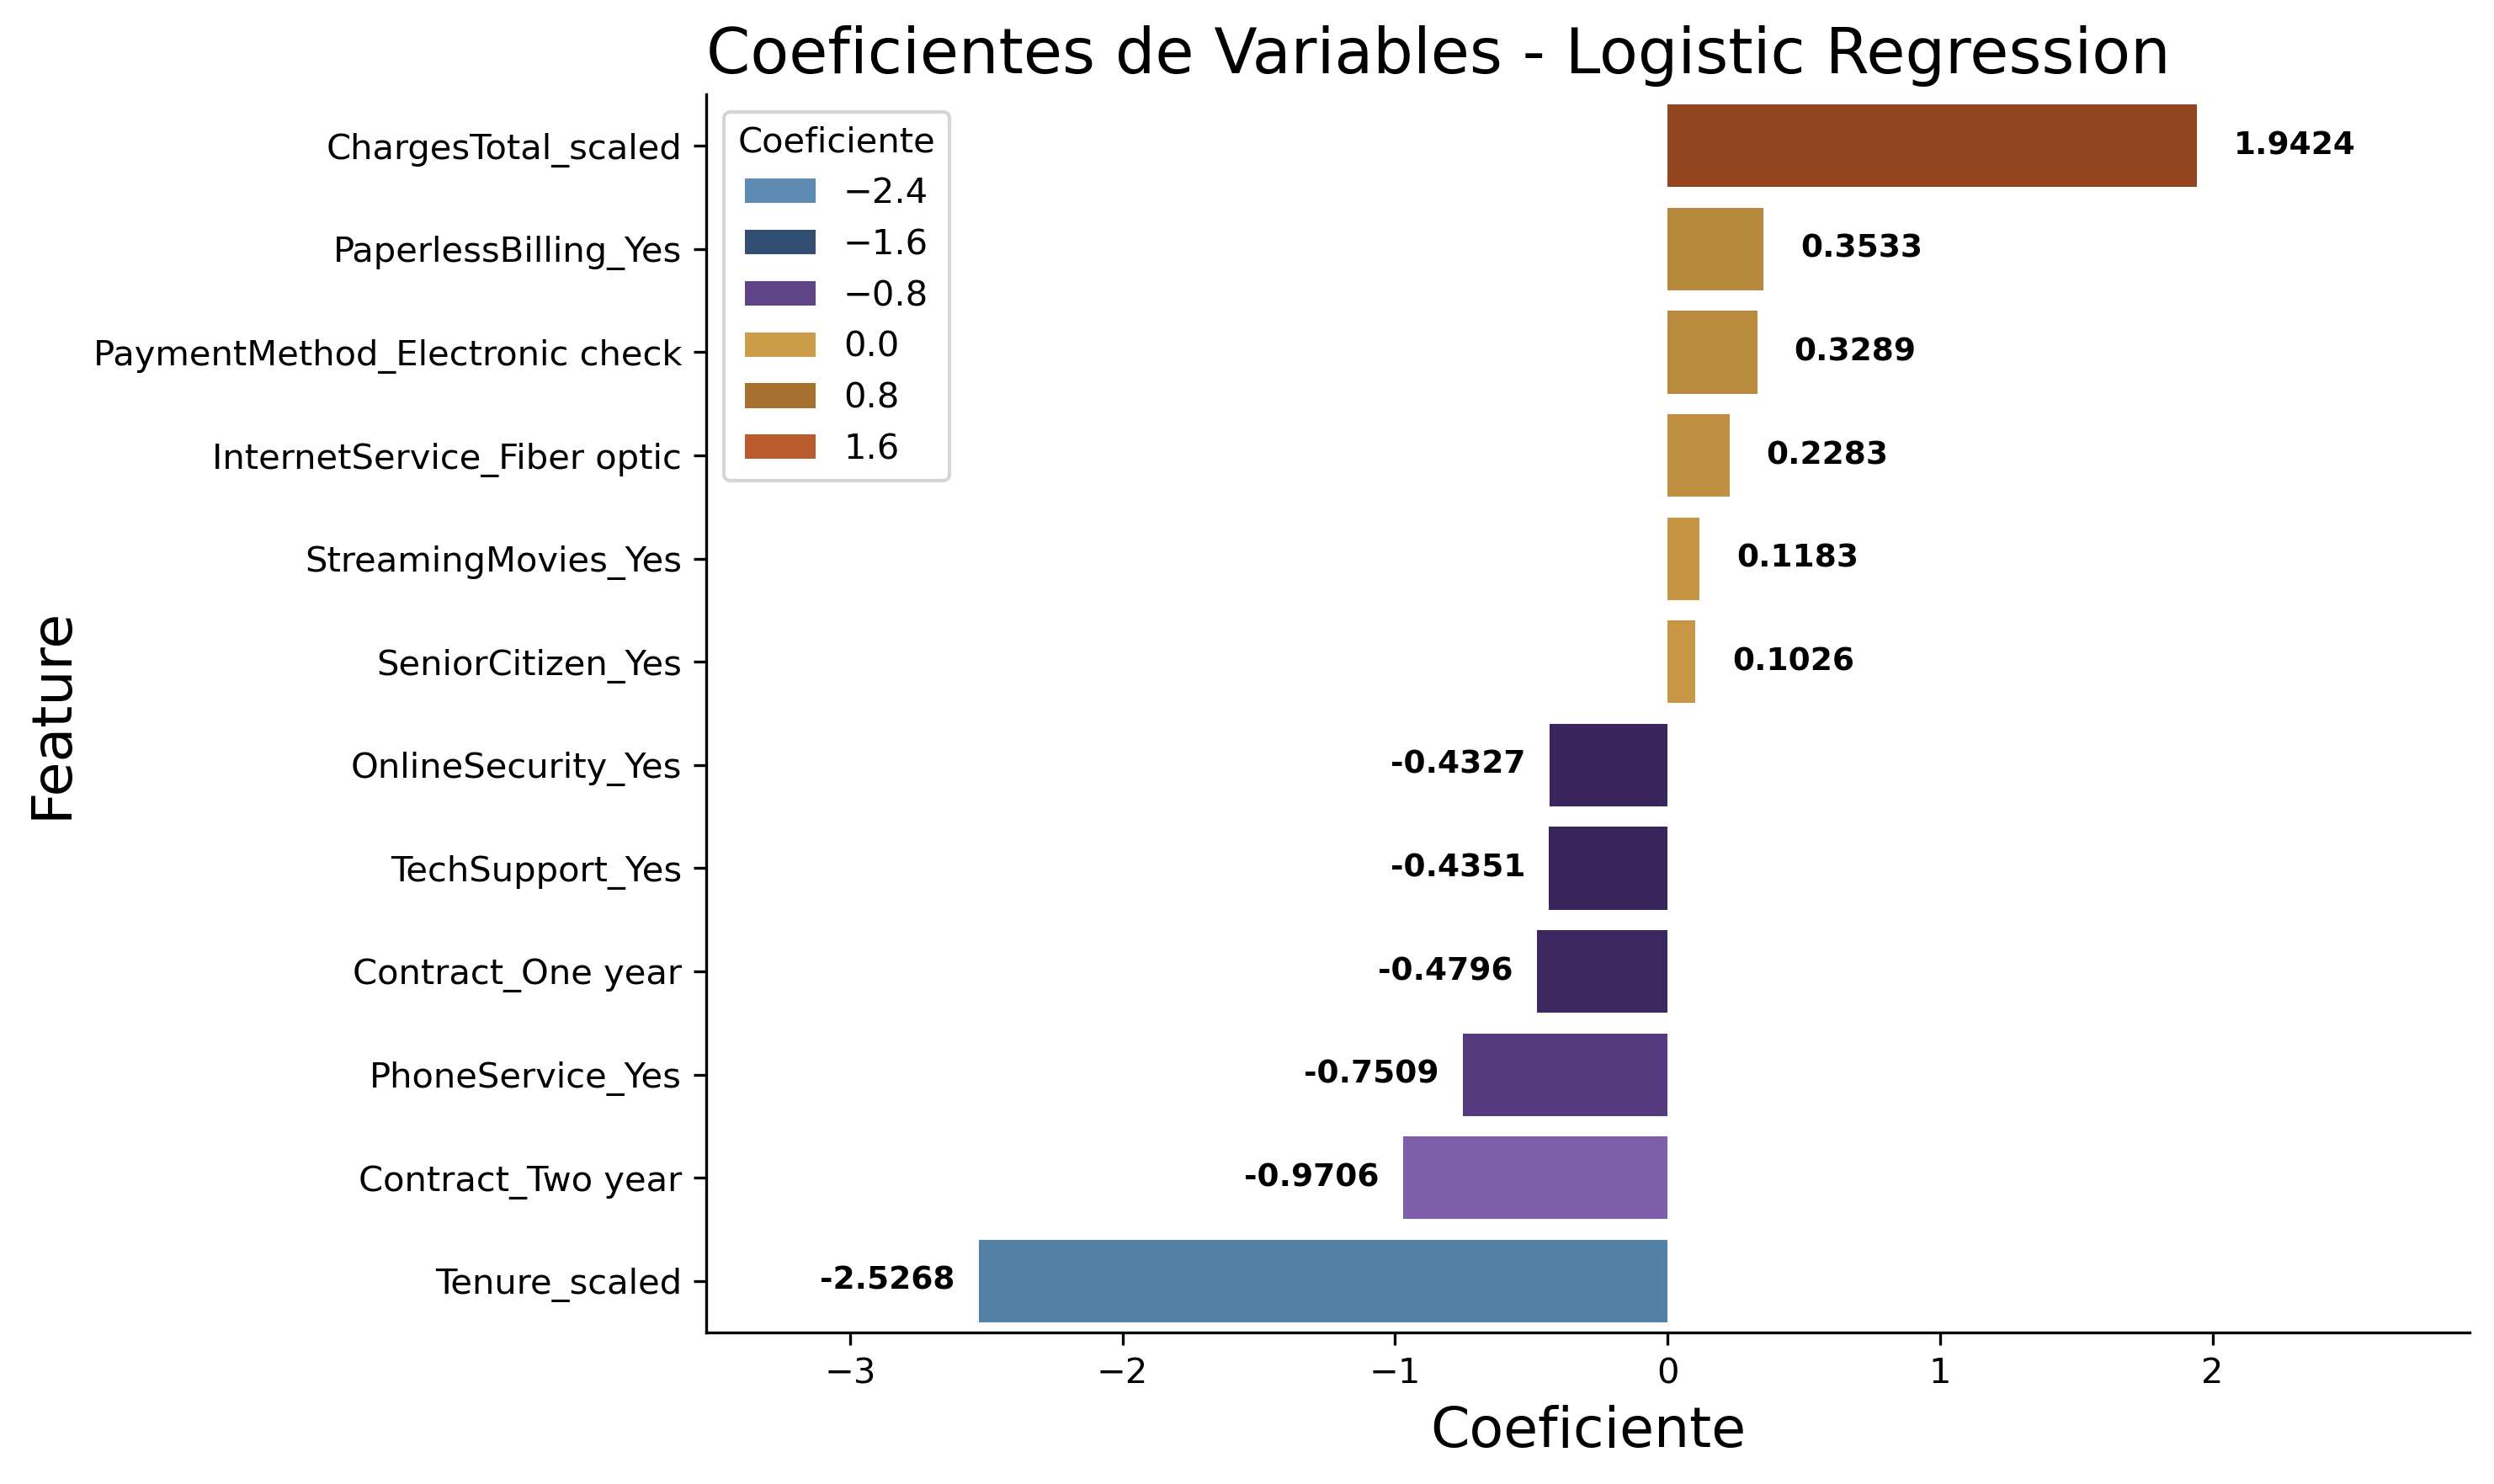 Coeficientes de Variables - Logistic Regression
Coeficiente
−2.4
−1.6
−0.8
0.0
0.8
1.6
Feature
ChargesTotal_scaled
1.9424
PaperlessBilling_Yes
0.3533
PaymentMethod_Electronic check
0.3289
InternetService_Fiber optic
0.2283
StreamingMovies_Yes
0.1183
SeniorCitizen_Yes
0.1026
OnlineSecurity_Yes
-0.4327
TechSupport_Yes
-0.4351
Contract_One year
-0.4796
PhoneService_Yes
-0.7509
Contract_Two year
-0.9706
Tenure_scaled
-2.5268
−3 −2 −1 0 1 2
Coeficiente